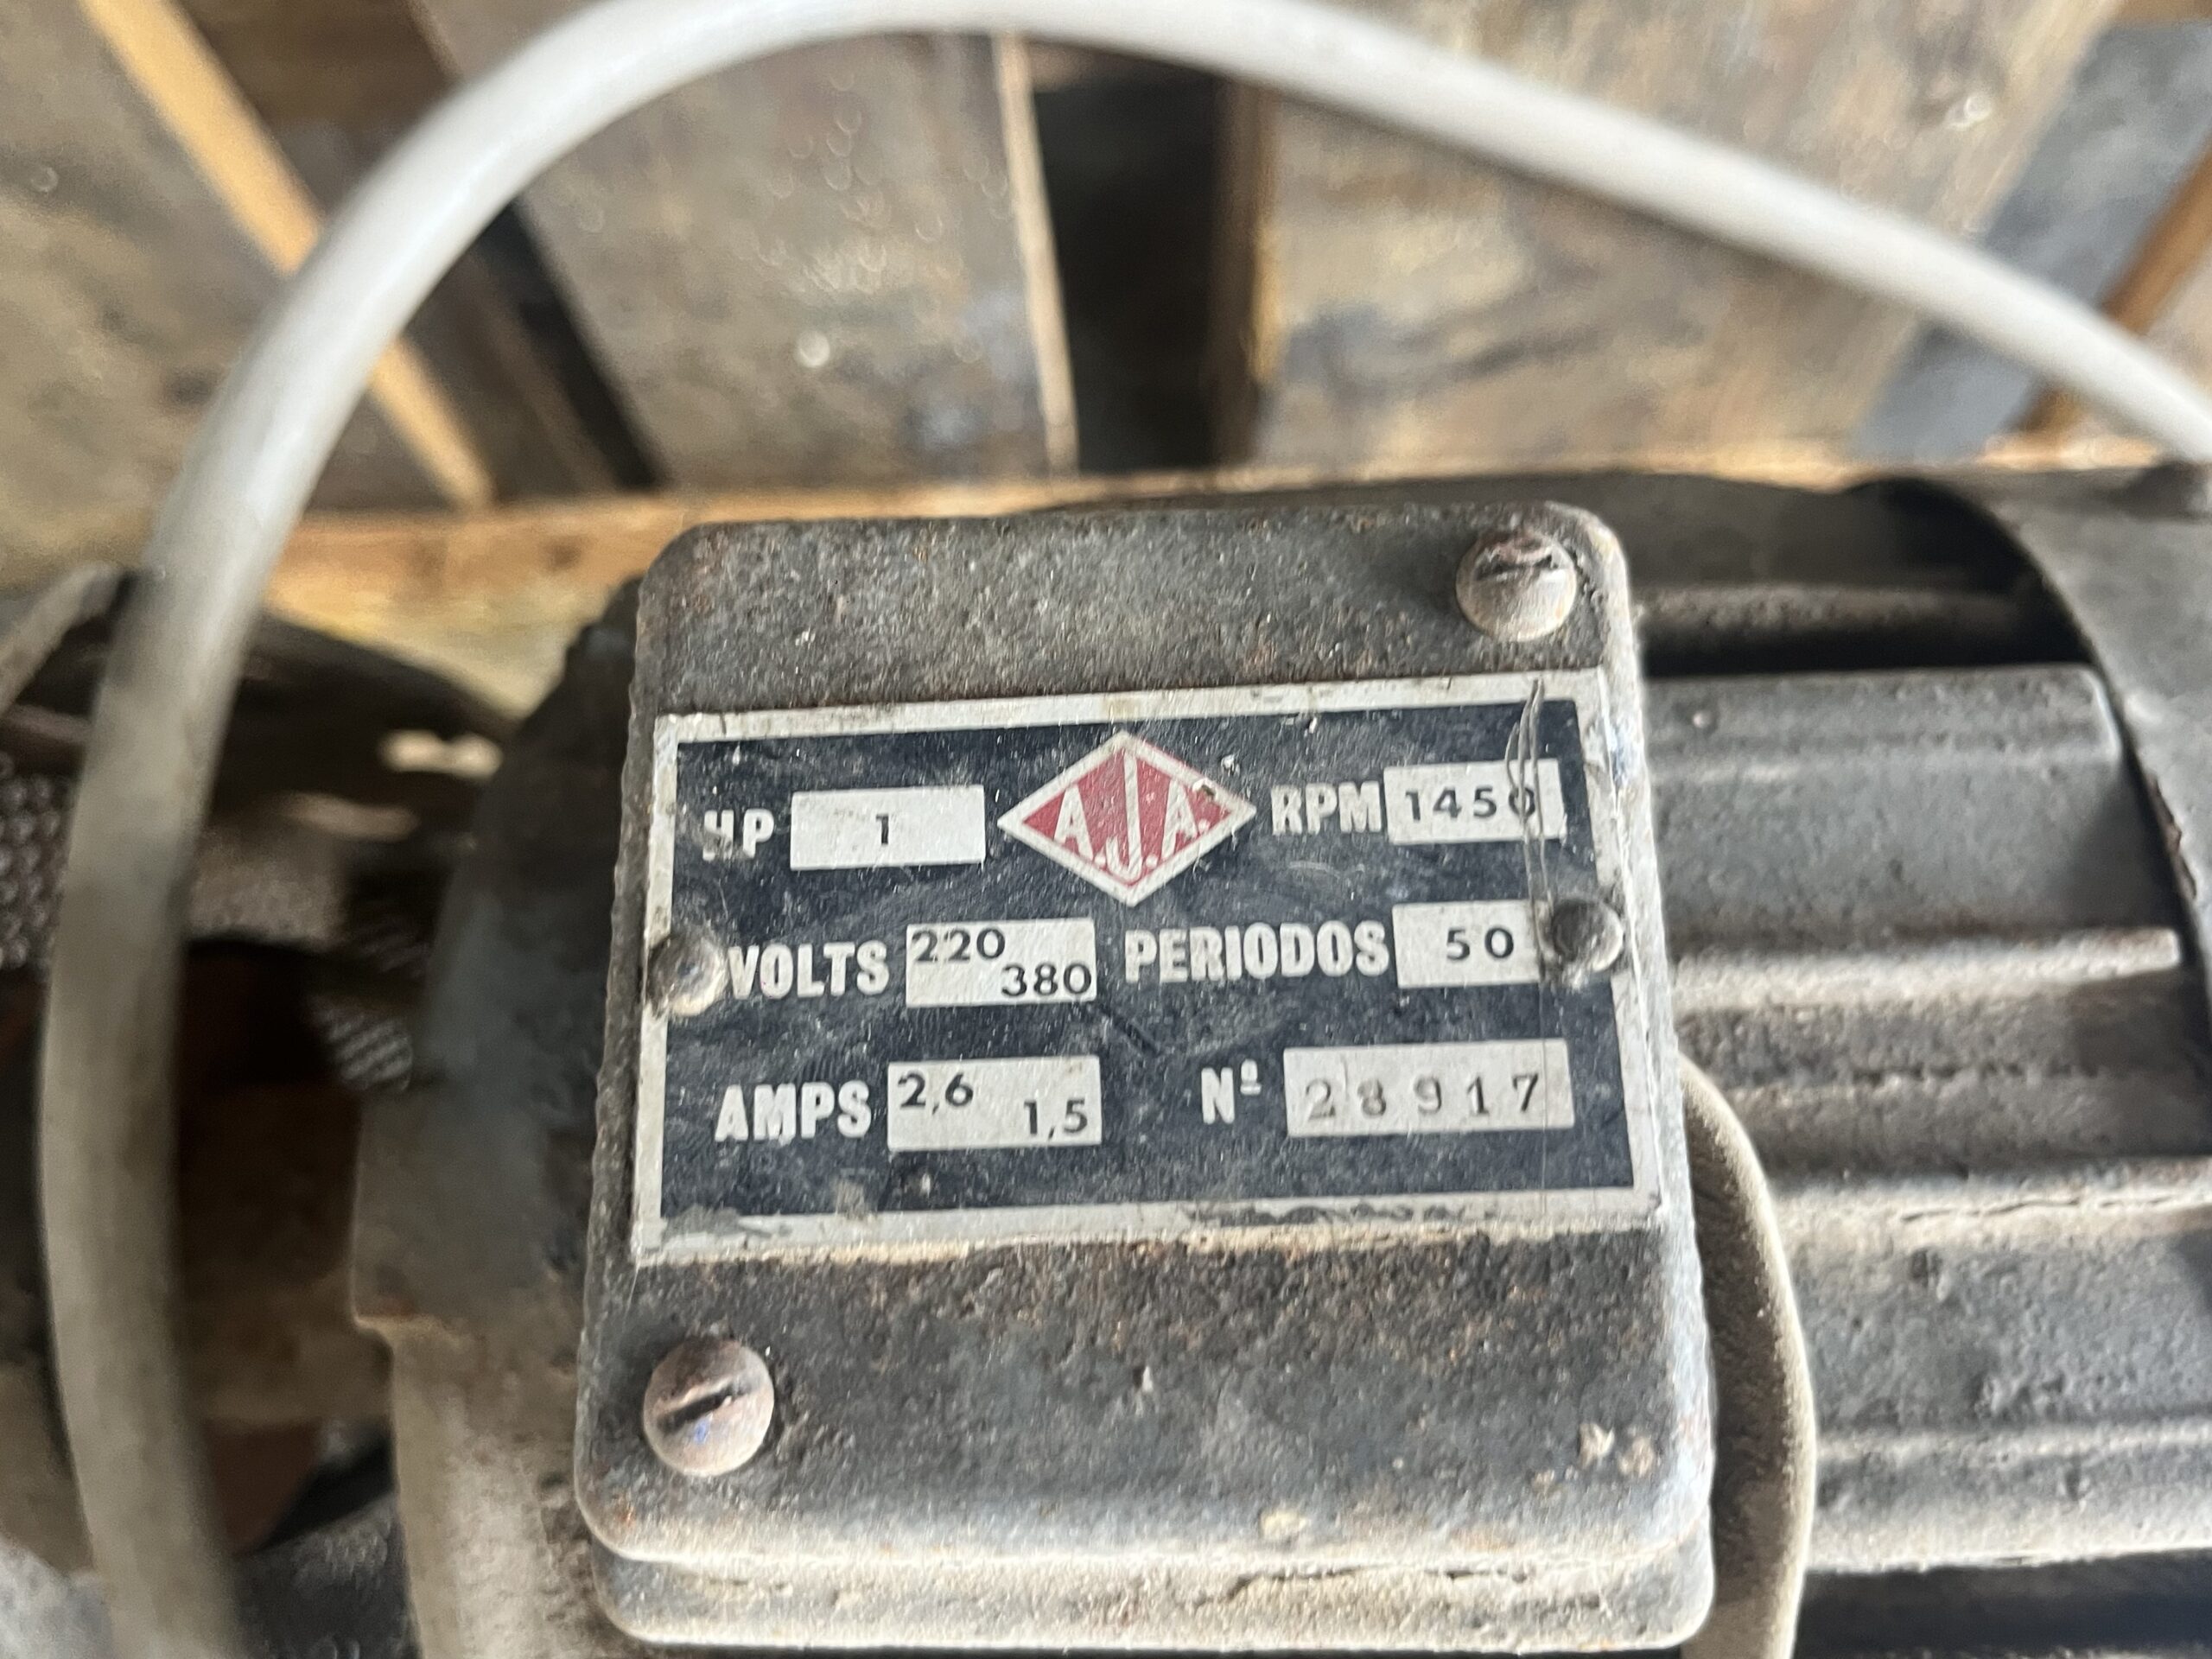 HP 1 A.J.A. RPM 1450
VOLTS 220 380 PERIODOS 50
AMPS 2,6 1,5 Nº 28917